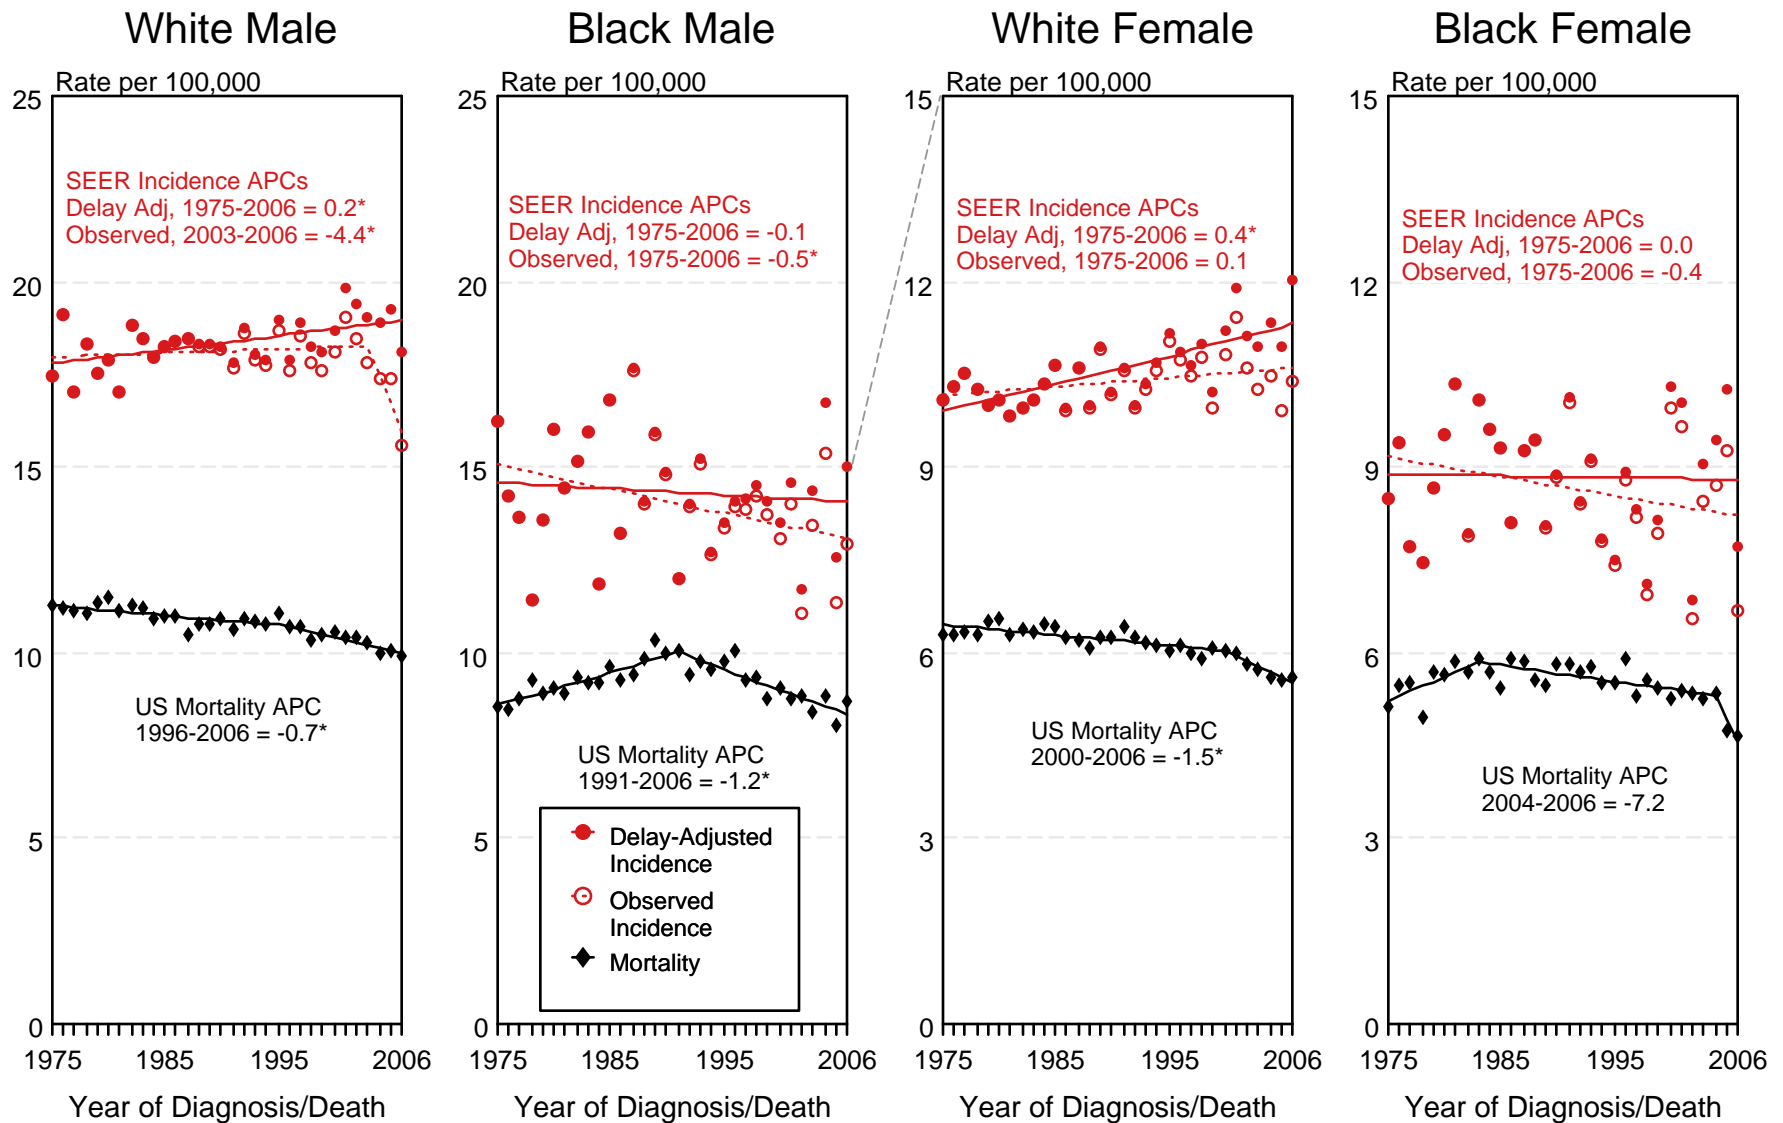 White Male
Rate per 100,000
25
20
15
10
5
0
SEER Incidence APCs
Delay Adj, 1975-2006 = 0.2*
Observed, 2003-2006 = -4.4*
US Mortality APC
1996-2006 = -0.7*
1975
1985
1995
2006
Year of Diagnosis/Death
Black Male
Rate per 100,000
25
20
15
10
5
0
SEER Incidence APCs
Delay Adj, 1975-2006 = -0.1
Observed, 1975-2006 = -0.5*
US Mortality APC
1991-2006 = -1.2*
Delay-Adjusted
Incidence
Observed
Incidence
Mortality
1975
1985
1995
2006
Year of Diagnosis/Death
White Female
Rate per 100,000
15
12
9
6
3
0
SEER Incidence APCs
Delay Adj, 1975-2006 = 0.4*
Observed, 1975-2006 = 0.1
US Mortality APC
2000-2006 = -1.5*
1975
1985
1995
2006
Year of Diagnosis/Death
Black Female
Rate per 100,000
15
12
9
6
3
0
SEER Incidence APCs
Delay Adj, 1975-2006 = 0.0
Observed, 1975-2006 = -0.4
US Mortality APC
2004-2006 = -7.2
1975
1985
1995
2006
Year of Diagnosis/Death